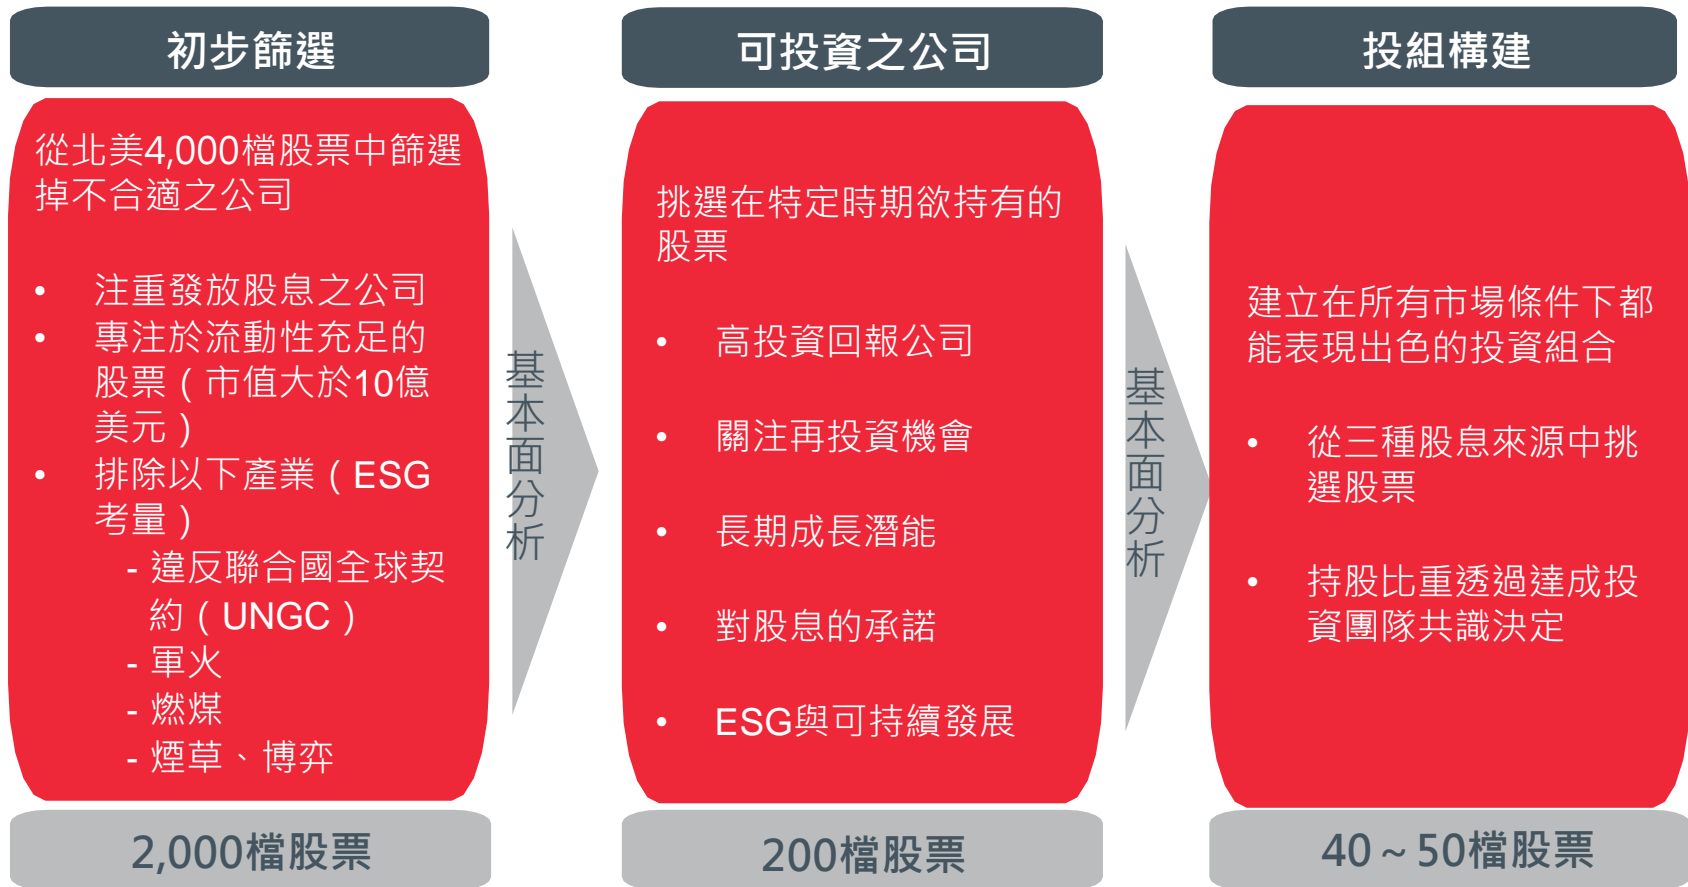 初步篩選
從北美4,000檔股票中篩選
掉不合適之公司
• 注重發放股息之公司
• 專注於流動性充足的
股票（市值大於10億
美元）
• 排除以下產業（ESG
考量）
- 違反聯合國全球契
約（UNGC）
- 軍火
- 燃煤
- 煙草、博弈
2,000檔股票
基本面分析
可投資之公司
挑選在特定時期欲持有的
股票
• 高投資回報公司
• 關注再投資機會
• 長期成長潛能
• 對股息的承諾
• ESG與可持續發展
200檔股票
基本面分析
投組構建
建立在所有市場條件下都
能表現出色的投資組合
• 從三種股息來源中挑
選股票
• 持股比重透過達成投
資團隊共識決定
40～50檔股票